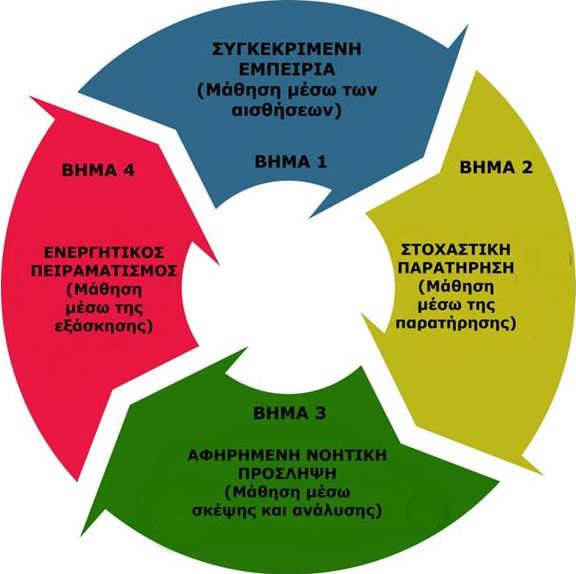 ΣΥΓΚΕΚΡΙΜΕΝΗ
ΕΜΠΕΙΡΙΑ
(Μάθηση μέσω των
αισθήσεων)
ΒΗΜΑ 1
ΒΗΜΑ 2
ΣΤΟΧΑΣΤΙΚΗ
ΠΑΡΑΤΗΡΗΣΗ
(Μάθηση
μέσω της
παρατήρησης)
ΒΗΜΑ 3
ΑΦΗΡΗΜΕΝΗ ΝΟΗΤΙΚΗ
ΠΡΟΣΛΗΨΗ
(Μάθηση μέσω
σκέψης και ανάλυσης)
ΒΗΜΑ 4
ΕΝΕΡΓΗΤΙΚΟΣ
ΠΕΙΡΑΜΑΤΙΣΜΟΣ
(Μάθηση
μέσω της
εξάσκησης)